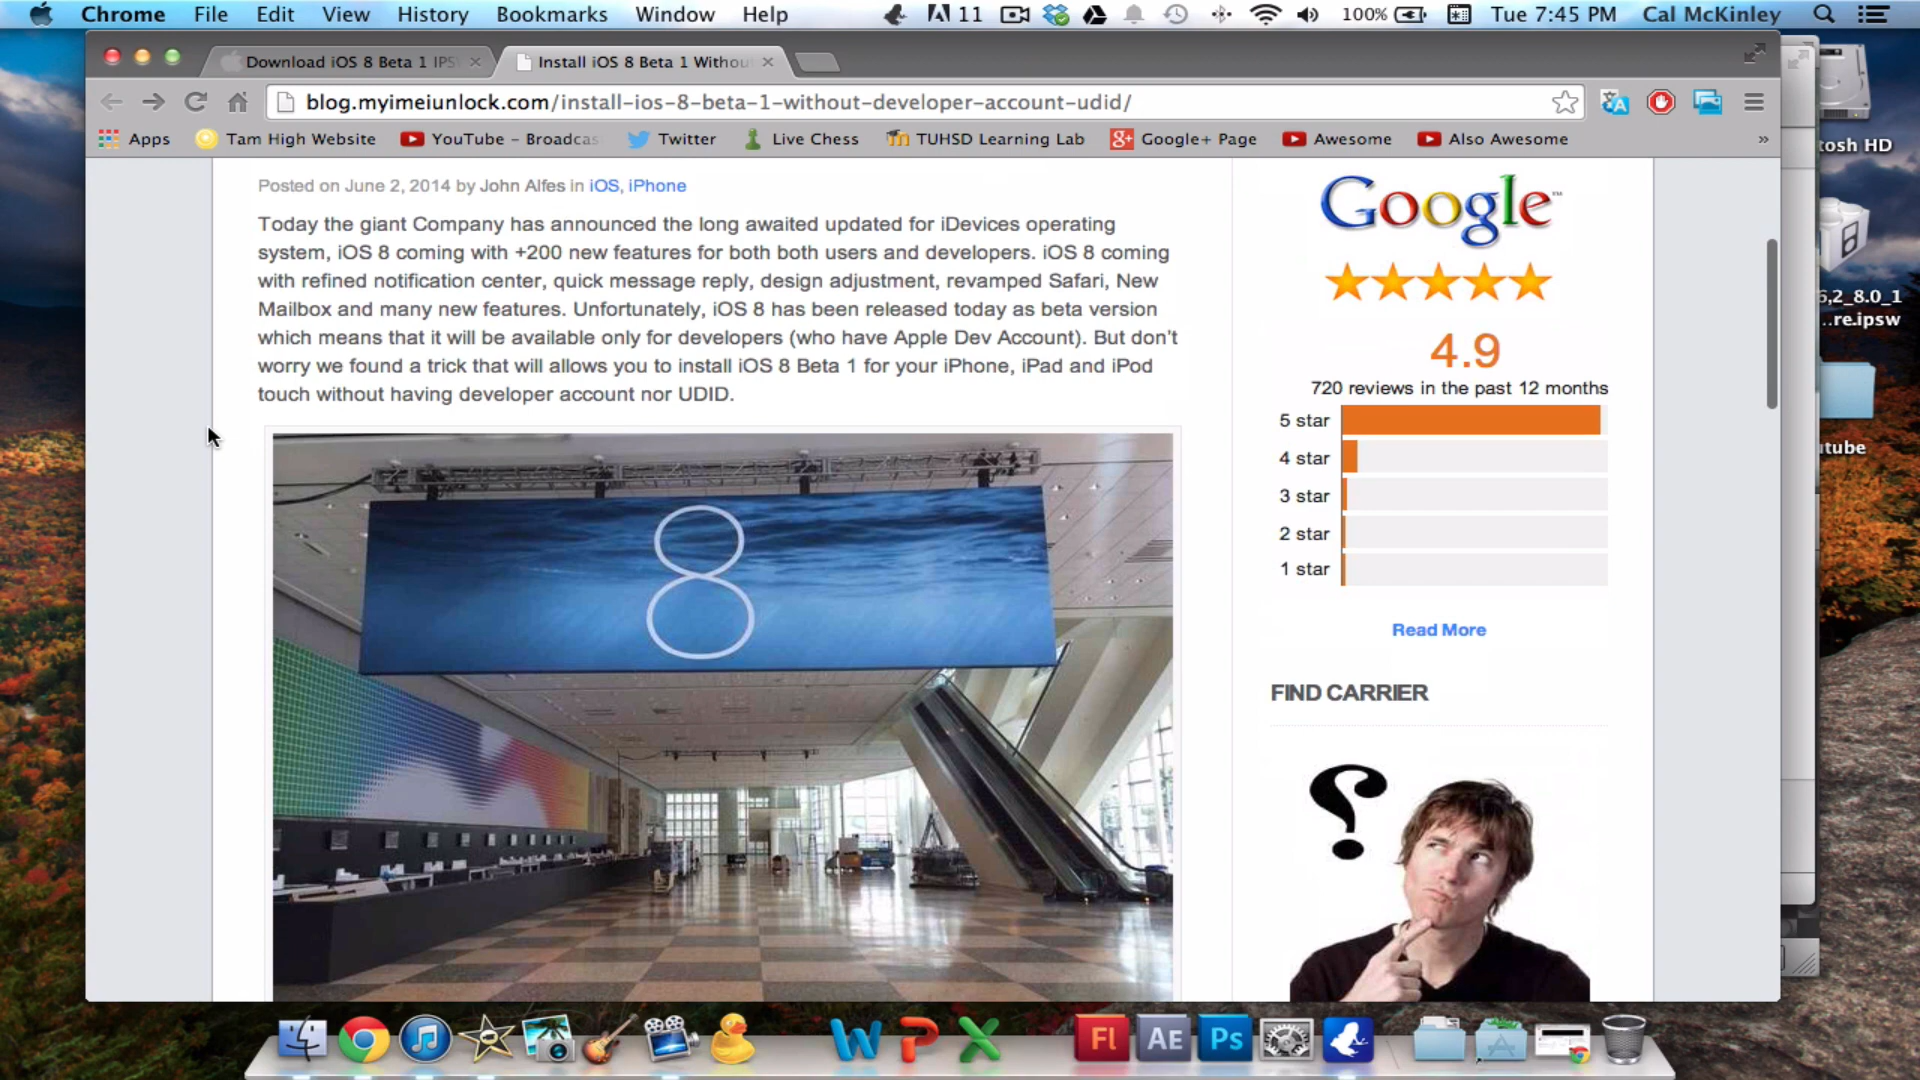 Chrome File Edit View History Bookmarks Window Help 11 100% Tue 7:45 PM Cal McKinley
Download iOS 8 Beta 1 IPS
Install iOS 8 Beta 1 Withou
blog.myimeiunlock.com/install-ios-8-beta-1-without-developer-account-udid/
Apps Tam High Website YouTube - Broadcas Twitter Live Chess TUHSD Learning Lab Google+ Page Awesome Also Awesome »
Posted on June 2, 2014 by John Alfes in iOS, iPhone
Today the giant Company has announced the long awaited updated for iDevices operating
system, iOS 8 coming with +200 new features for both both users and developers. iOS 8 coming
with refined notification center, quick message reply, design adjustment, revamped Safari, New
Mailbox and many new features. Unfortunately, iOS 8 has been released today as beta version
which means that it will be available only for developers (who have Apple Dev Account). But don't
worry we found a trick that will allows you to install iOS 8 Beta 1 for your iPhone, iPad and iPod
touch without having developer account nor UDID.
8
Google™
4.9
720 reviews in the past 12 months
5 star
4 star
3 star
2 star
1 star
Read More
FIND CARRIER
?
tosh HD
8
6,2_8.0_1
...re.ipsw
utube
W P X Fl AE Ps